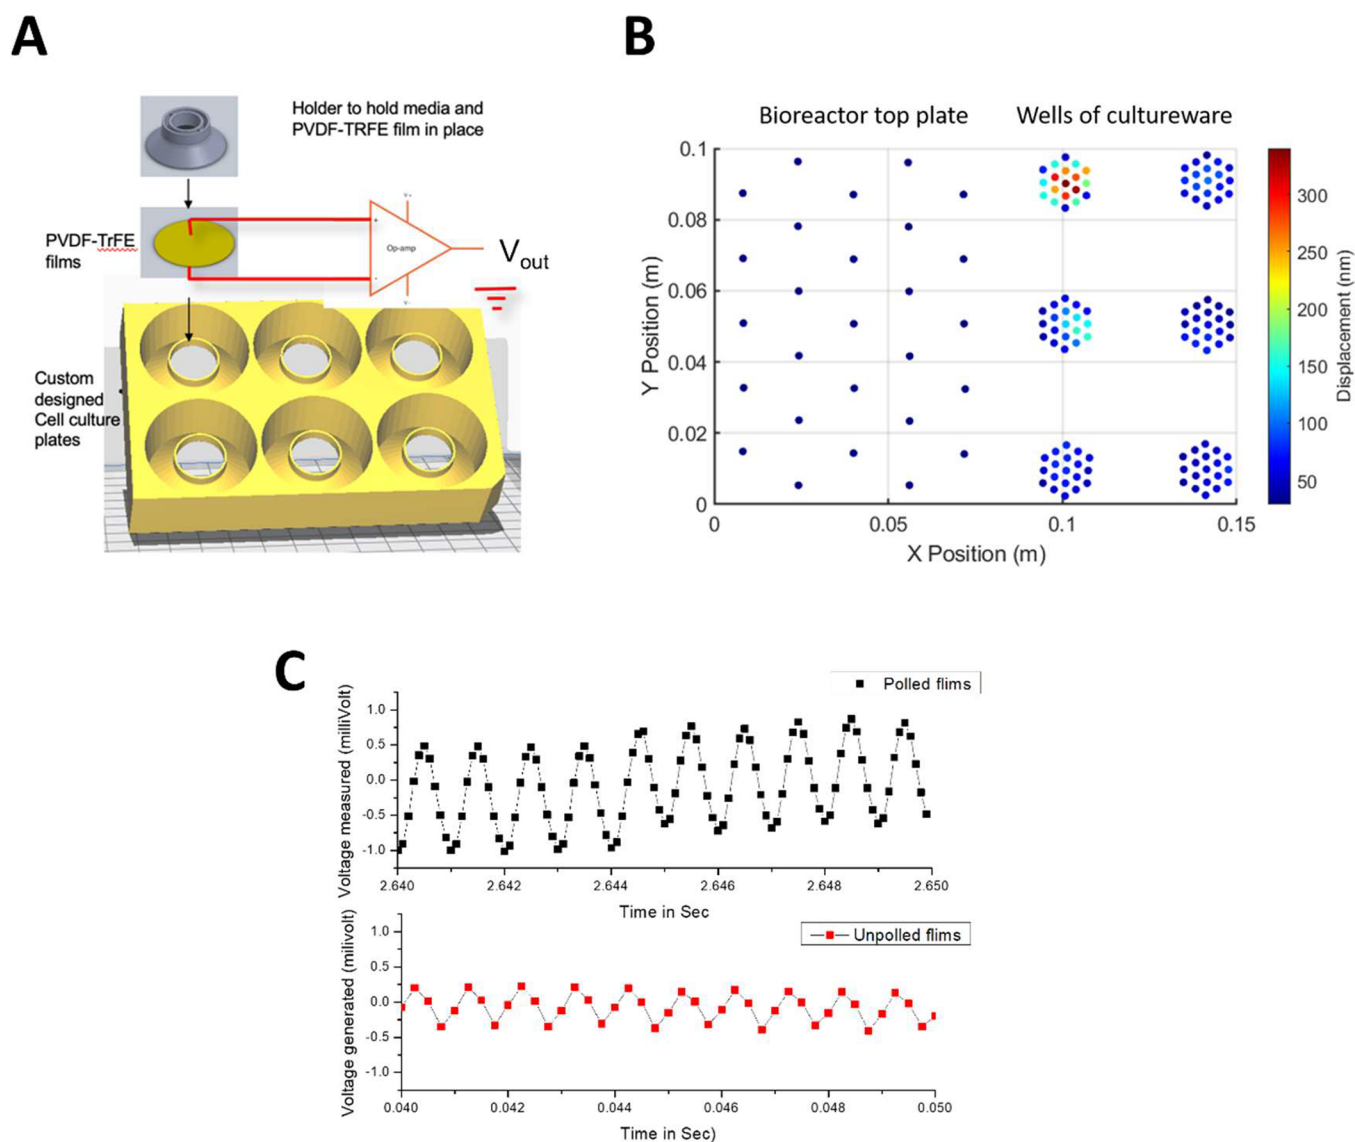 A
Holder to hold media and
PVDF-TRFE film in place
PVDF-TrFE
films
+
Op-amp
-
Vout
Custom
designed
Cell culture
plates
B
Bioreactor top plate
Wells of cultureware
0.1
0.08
0.06
0.04
0.02
0
Y Position (m)
0
0.05
0.1
0.15
X Position (m)
300
250
200
150
100
50
Displacement (nm)
C
Polled flims
1.0
0.5
0.0
-0.5
-1.0
Voltage measured (milliVolt)
2.640
2.642
2.644
2.646
2.648
2.650
Time in Sec
Unpolled flims
1.0
0.5
0.0
-0.5
-1.0
Voltage generated (milivolt)
0.040
0.042
0.044
0.046
0.048
0.050
Time in Sec)